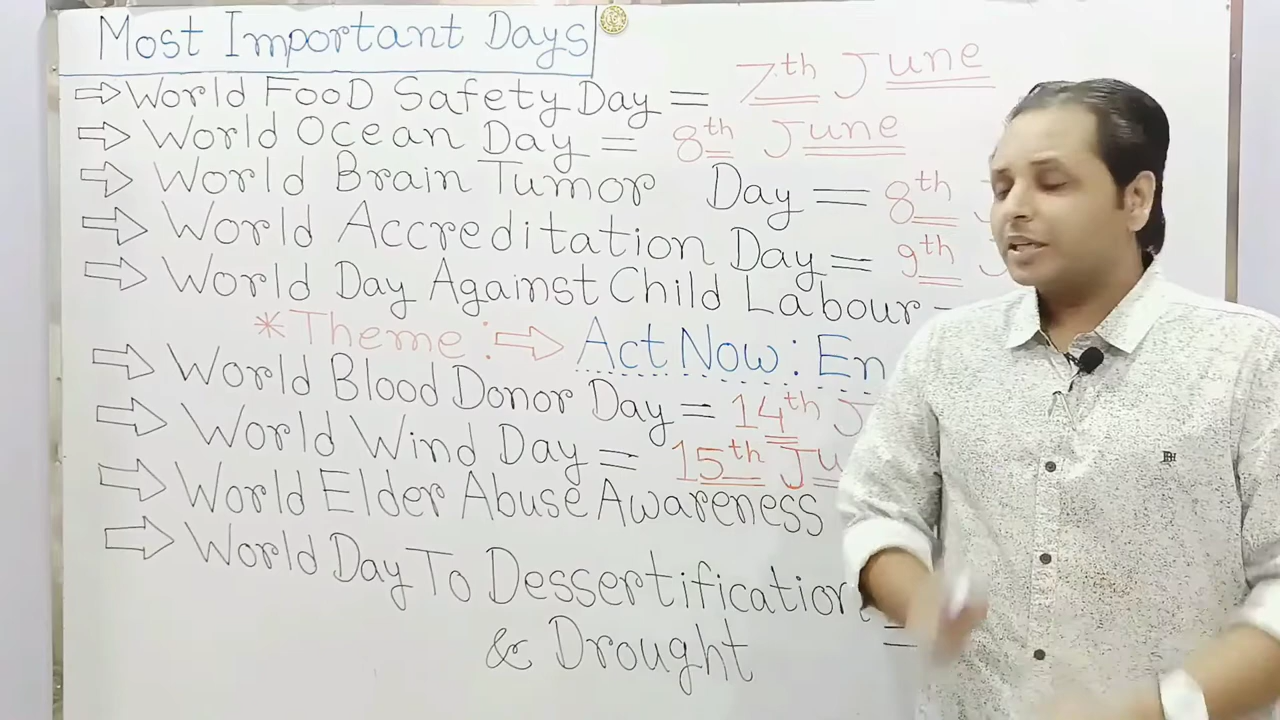 Most Important Days
World Food Safety Day = 7th June
World Ocean Day = 8th June
World Brain Tumor Day = 8th J
World Accreditation Day = 9th J
World Day Against Child Labour
*Theme: Act Now: En
World Blood Donor Day = 14th J
World Wind Day = 15th Ju
World Elder Abuse Awareness
World Day To Dessertification
& Drought =